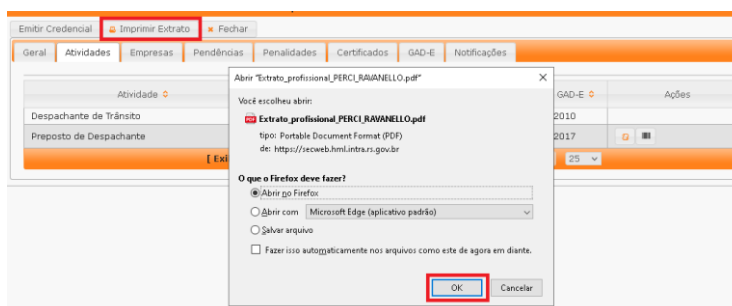 Emitir Credencial Imprimir Extrato × Fechar
Geral Atividades Empresas Pendências Penalidades Certificados GAD-E Notificações
Abrir "Extrato_profissional_PERCI_RAVANELLO.pdf"
Atividade GAD-E Ações
Você escolheu abrir:
Despachante de Trânsito 2010
Extrato_profissional_PERCI_RAVANELLO.pdf
Preposto de Despachante 2017
tipo: Portable Document Format (PDF)
de: https://secweb.hml.intra.rs.gov.br
[ Exi 25
O que o Firefox deve fazer?
Abrir no Firefox
Abrir com Microsoft Edge (aplicativo padrão)
Salvar arquivo
Fazer isso automaticamente nos arquivos como este de agora em diante.
OK Cancelar